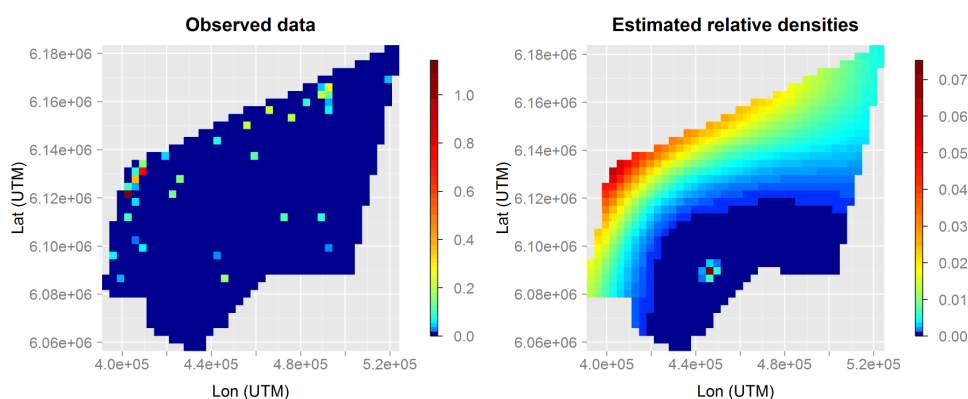 Observed data
6.18e+06
6.16e+06
6.14e+06
6.12e+06
6.10e+06
6.08e+06
6.06e+06
Lat (UTM)
4.0e+05 4.4e+05 4.8e+05 5.2e+05
Lon (UTM)
1.0
0.8
0.6
0.4
0.2
0.0
Estimated relative densities
6.18e+06
6.16e+06
6.14e+06
6.12e+06
6.10e+06
6.08e+06
6.06e+06
Lat (UTM)
4.0e+05 4.4e+05 4.8e+05 5.2e+05
Lon (UTM)
0.07
0.06
0.05
0.04
0.03
0.02
0.01
0.00